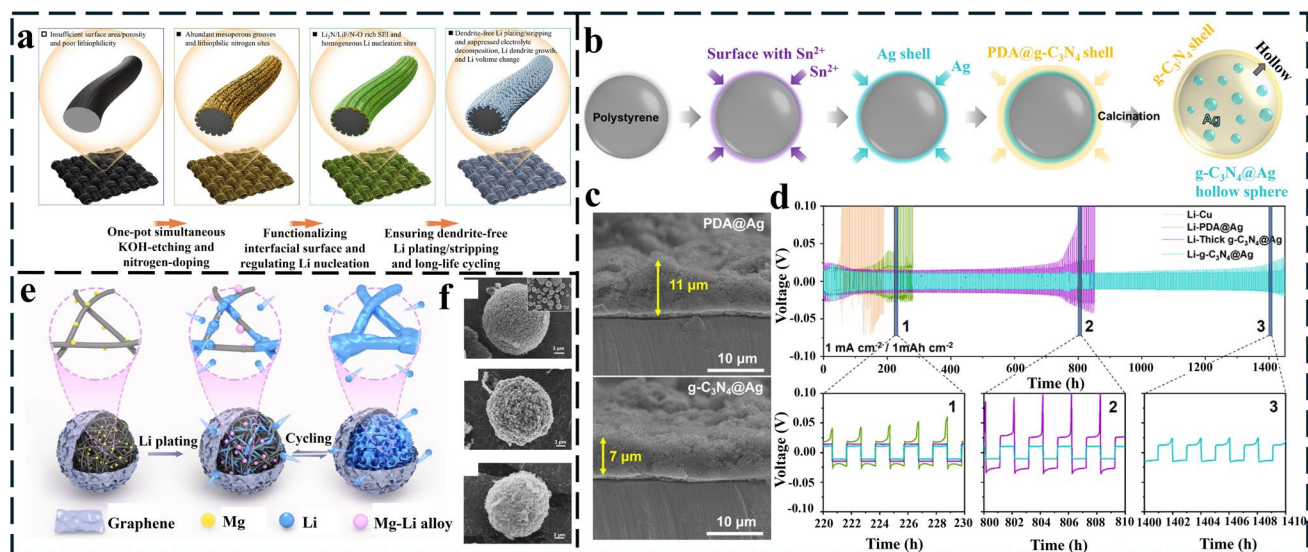 a
Insufficient surface area/porosity
and poor lithiophilicity
Abundant mesoporous grooves
and lithiophilic nitrogen sites
Li₃N/LiF/N-O rich SEI and
homogeneous Li nucleation sites
Dendrite-free Li plating/stripping
and suppressed electrolyte
decomposition, Li dendrite growth,
and Li volume change
One-pot simultaneous
KOH-etching and
nitrogen-doping
Functionalizing
interfacial surface and
regulating Li nucleation
Ensuring dendrite-free
Li plating/stripping
and long-life cycling
b
Polystyrene
Surface with Sn²⁺
Sn²⁺
Ag shell
Ag
PDA@g-C₃N₄ shell
Calcination
g-C₃N₄ shell
Hollow
Ag
g-C₃N₄@Ag
hollow sphere
c
PDA@Ag
11 μm
10 μm
g-C₃N₄@Ag
7 μm
10 μm
d
Voltage (V)
0.10
0.05
0.00
-0.05
-0.10
Li-Cu
Li-PDA@Ag
Li-Thick g-C₃N₄@Ag
Li-g-C₃N₄@Ag
1
2
3
1 mA cm⁻² / 1mAh cm⁻²
0 200 400 600 800 1000 1200 1400
Time (h)
Voltage (V)
0.10
0.05
0.00
-0.05
-0.10
1
220 222 224 226 228 230
Time (h)
2
800 802 804 806 808 810
Time (h)
3
1400 1402 1404 1406 1408 1410
Time (h)
e
Li plating
Cycling
Graphene
Mg
Li
Mg-Li alloy
f
3 μm
3 μm
2 μm